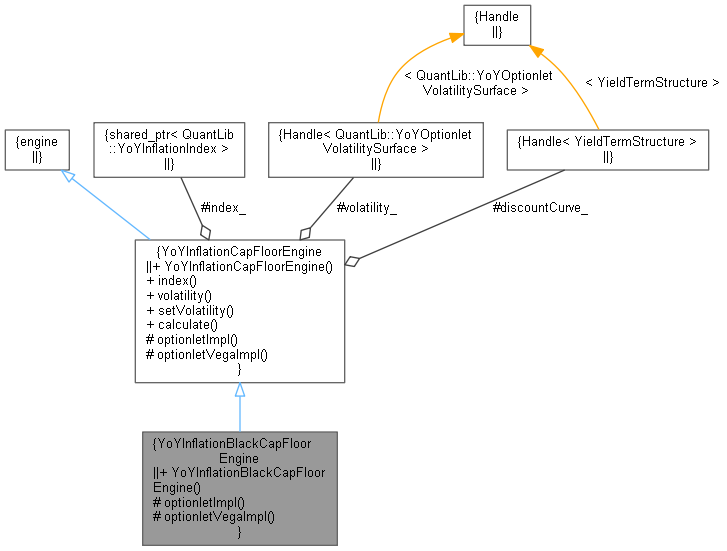 {Handle
||}
< QuantLib::YoYOptionlet
VolatilitySurface >
< YieldTermStructure >
{engine
||}
{shared_ptr< QuantLib
::YoYInflationIndex >
||}
{Handle< QuantLib::YoYOptionlet
VolatilitySurface >
||}
{Handle< YieldTermStructure >
||}
#index_
#volatility_
#discountCurve_
{YoYInflationCapFloorEngine
||+ YoYInflationCapFloorEngine()
+ index()
+ volatility()
+ setVolatility()
+ calculate()
# optionletImpl()
# optionletVegaImpl()
}
{YoYInflationBlackCapFloor
Engine
||+ YoYInflationBlackCapFloor
Engine()
# optionletImpl()
# optionletVegaImpl()
}